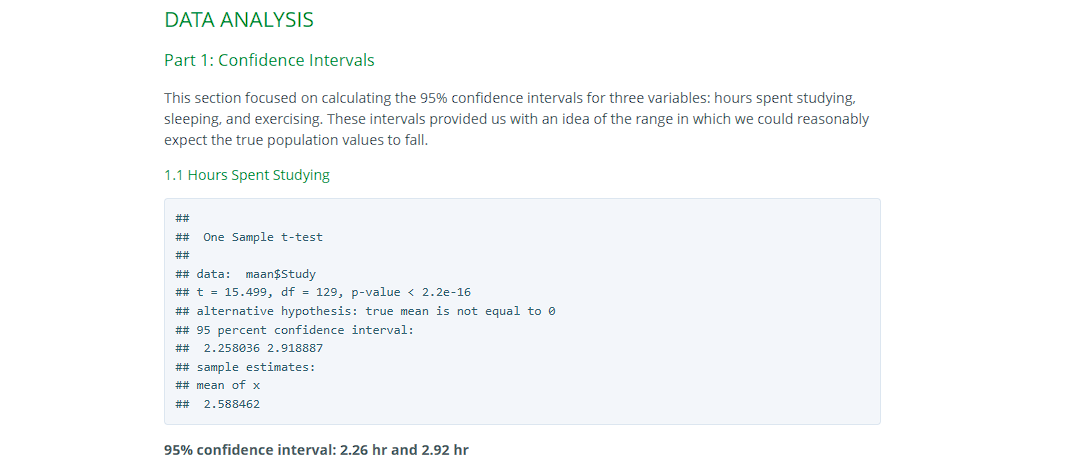 DATA ANALYSIS
Part 1: Confidence Intervals
This section focused on calculating the 95% confidence intervals for three variables: hours spent studying,
sleeping, and exercising. These intervals provided us with an idea of the range in which we could reasonably
expect the true population values to fall.
1.1 Hours Spent Studying
##
##  One Sample t-test
##
## data:  maan$Study
## t = 15.499, df = 129, p-value < 2.2e-16
## alternative hypothesis: true mean is not equal to 0
## 95 percent confidence interval:
##  2.258036 2.918887
## sample estimates:
## mean of x
##  2.588462
95% confidence interval: 2.26 hr and 2.92 hr